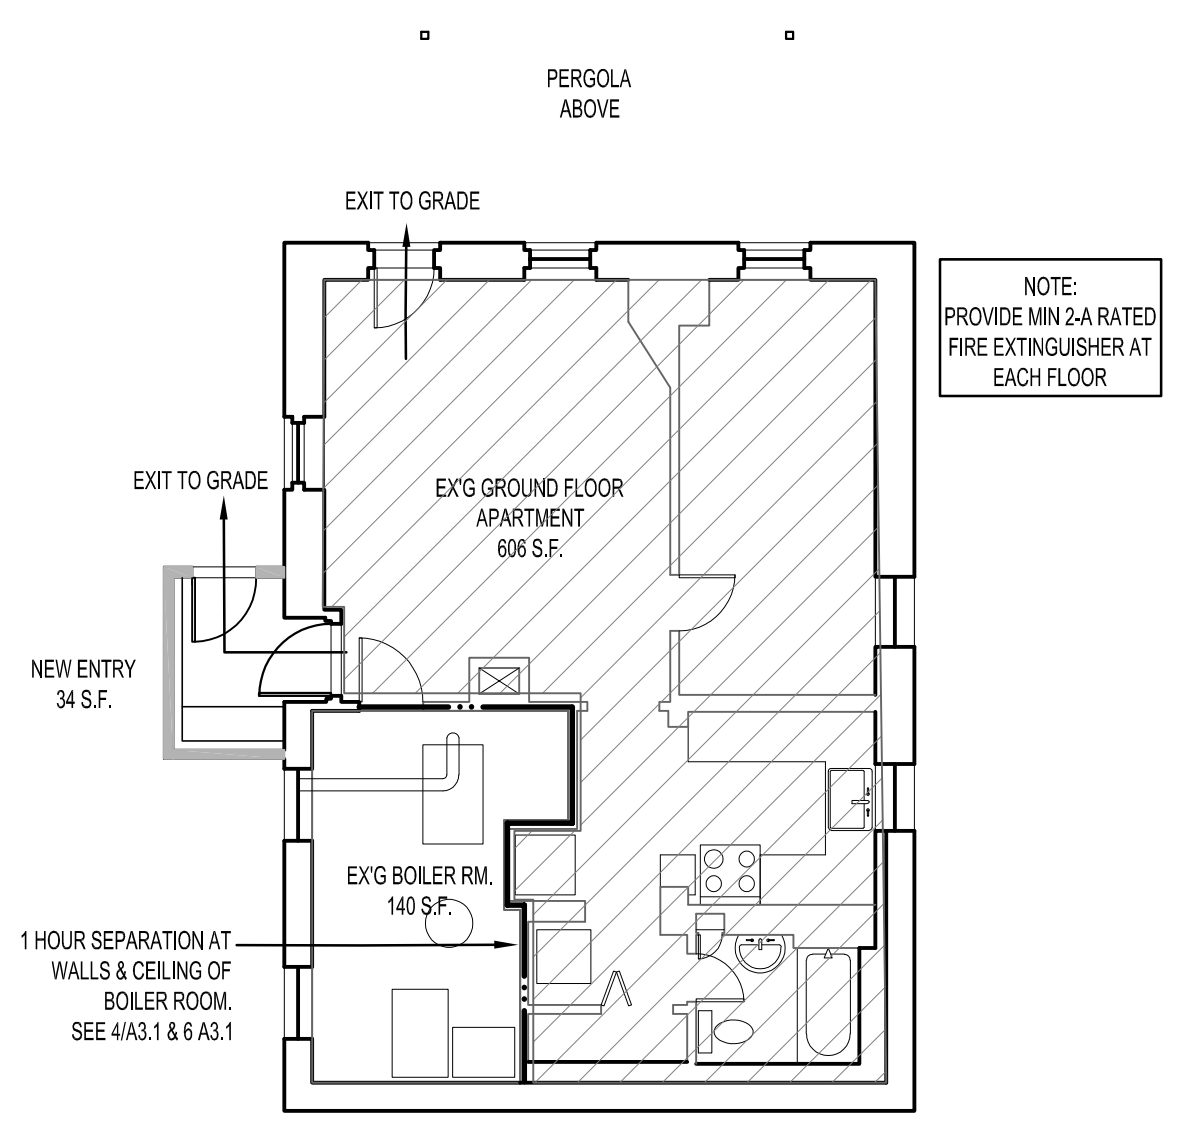 PERGOLA
ABOVE
EXIT TO GRADE
NOTE:
PROVIDE MIN 2-A RATED
FIRE EXTINGUISHER AT
EACH FLOOR
EXIT TO GRADE
EX'G GROUND FLOOR
APARTMENT
606 S.F.
NEW ENTRY
34 S.F.
EX'G BOILER RM.
140 S.F.
1 HOUR SEPARATION AT
WALLS & CEILING OF
BOILER ROOM.
SEE 4/A3.1 & 6 A3.1